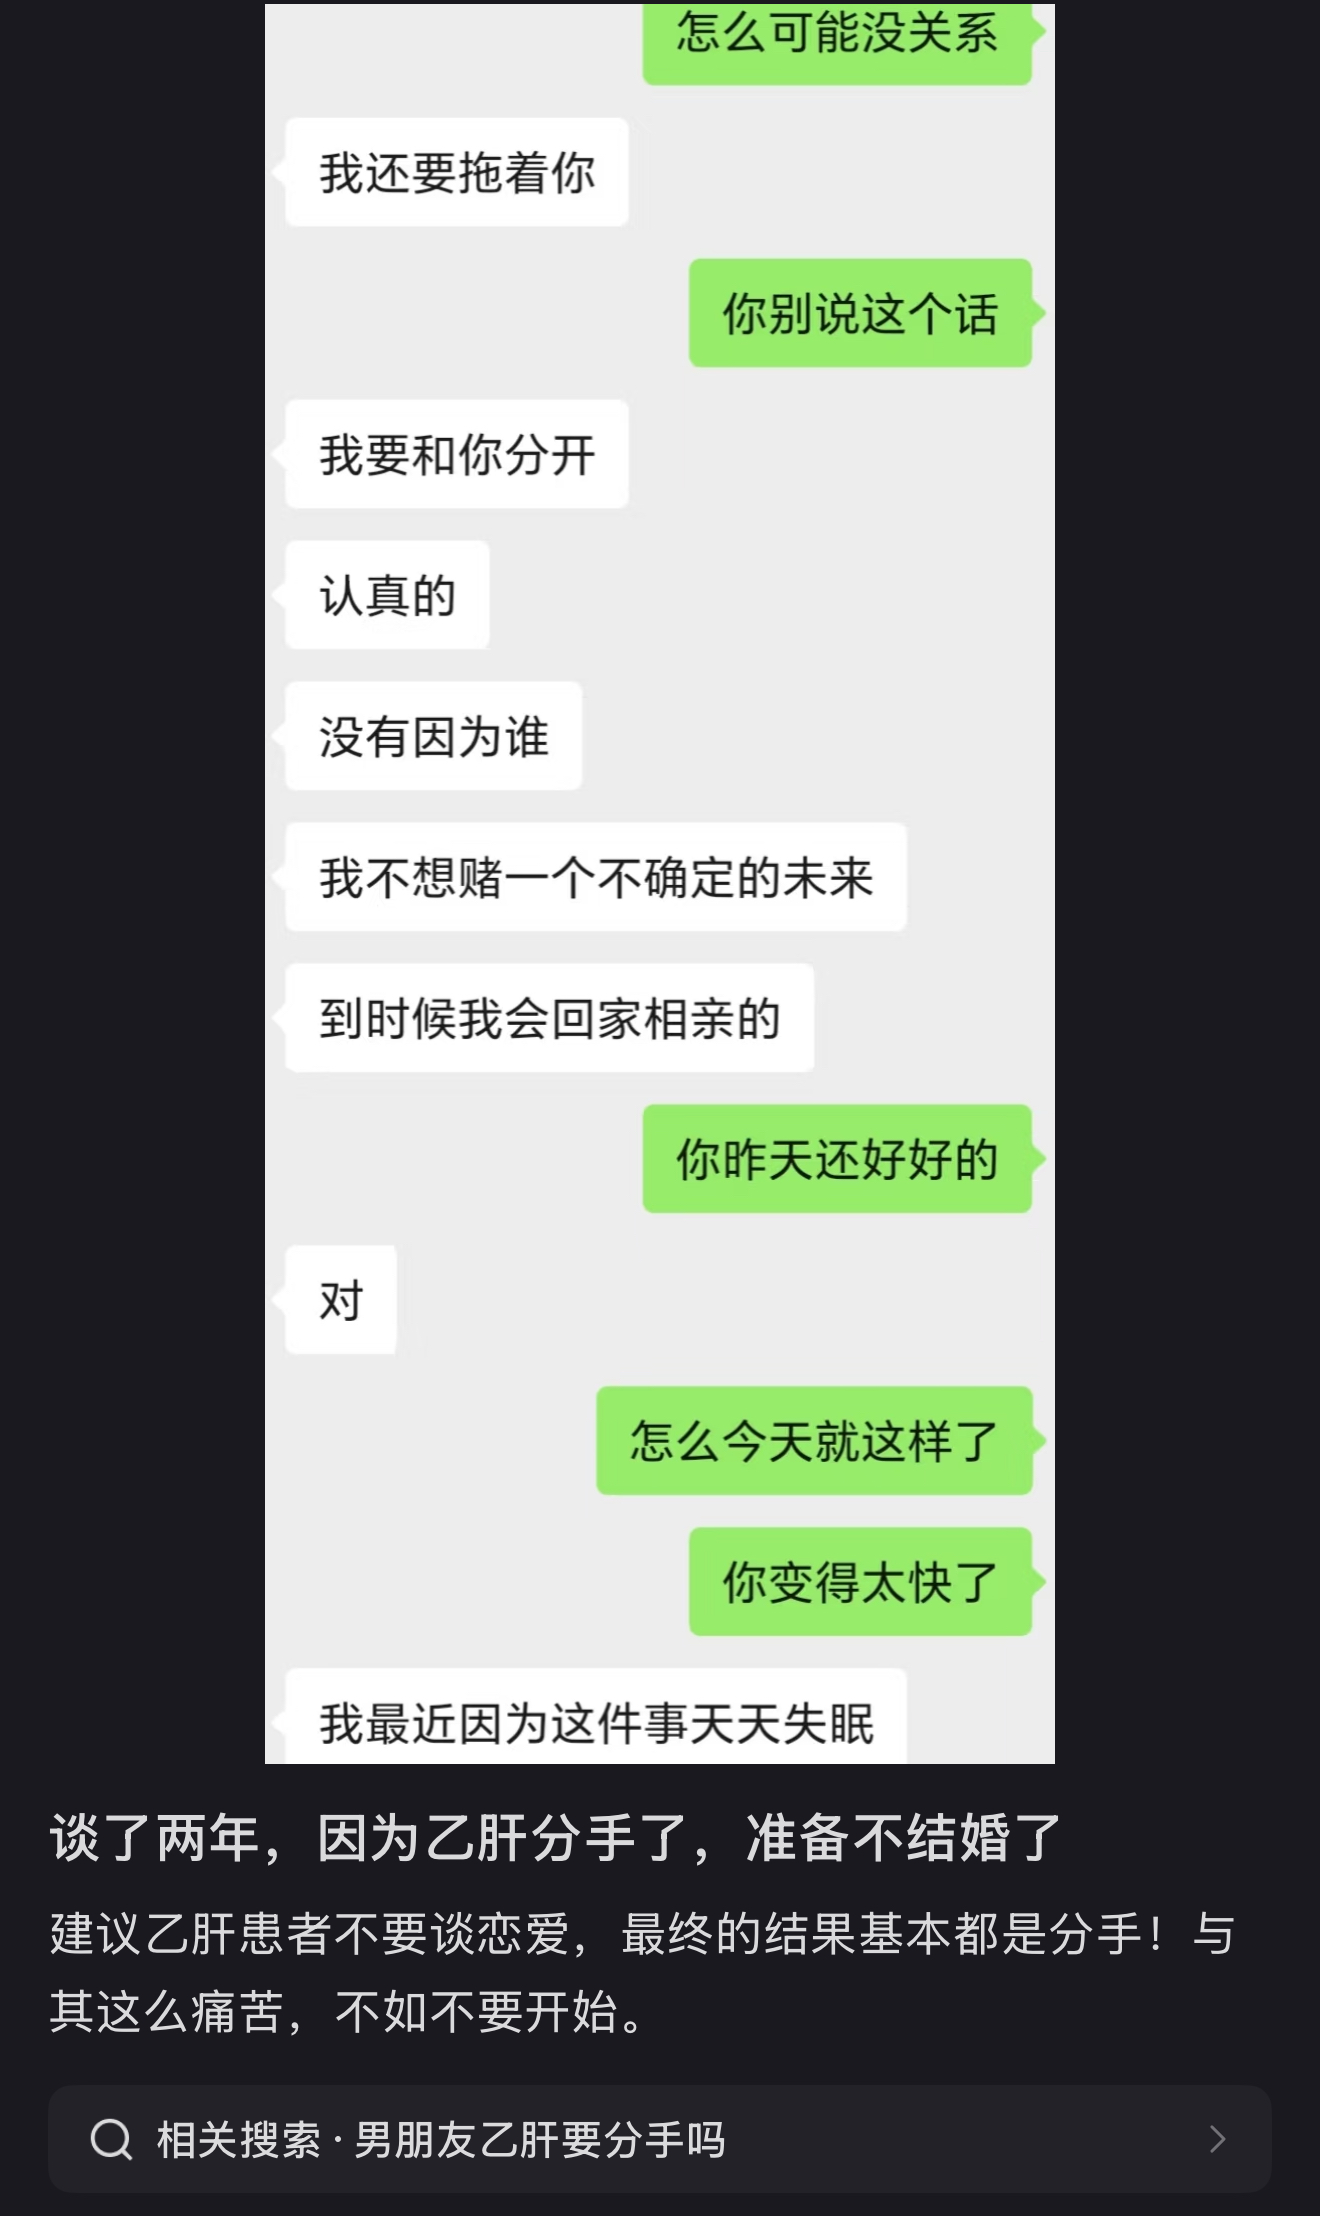 怎么可能没关系
我还要拖着你
你别说这个话
我要和你分开
认真的
没有因为谁
我不想赌一个不确定的未来
到时候我会回家相亲的
你昨天还好好的
对
怎么今天就这样了
你变得太快了
我最近因为这件事天天失眠
谈了两年，因为乙肝分手了，准备不结婚了
建议乙肝患者不要谈恋爱，最终的结果基本都是分手！与
其这么痛苦，不如不要开始。
相关搜索·男朋友乙肝要分手吗